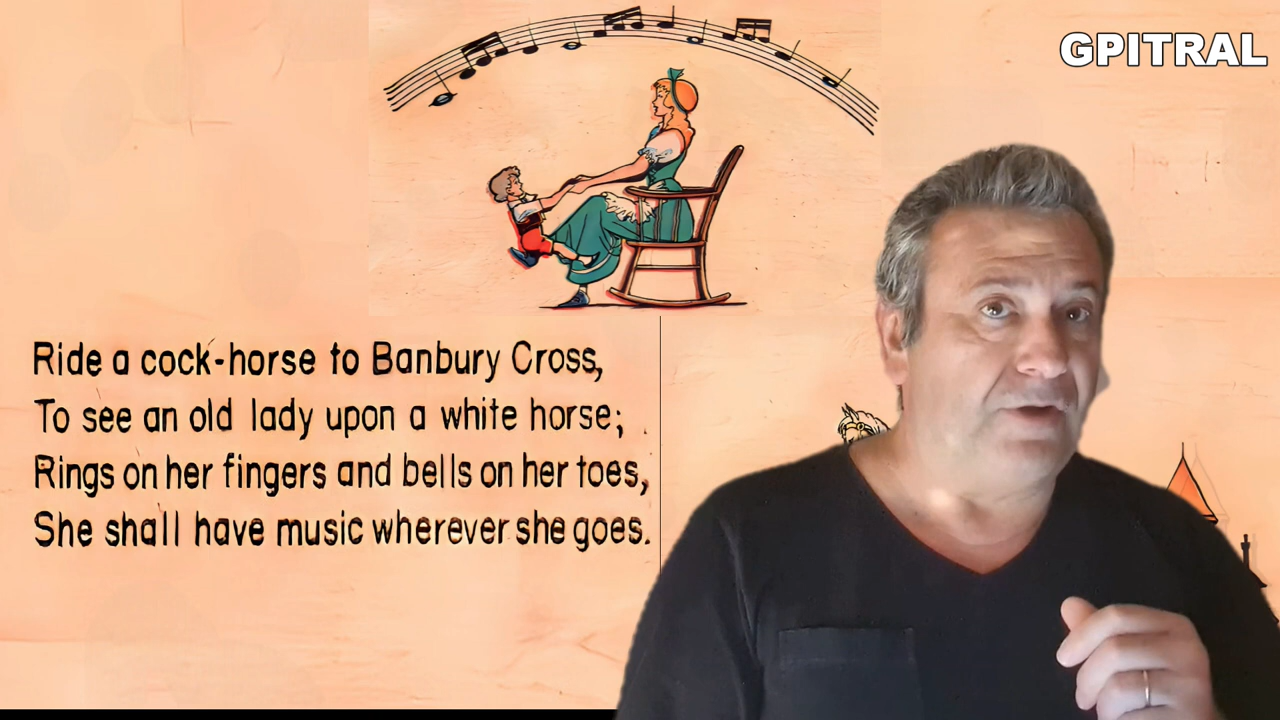 GPITRAL
Ride a cock-horse to Banbury Cross,
To see an old lady upon a white horse;
Rings on her fingers and bells on her toes,
She shall have music wherever she goes.